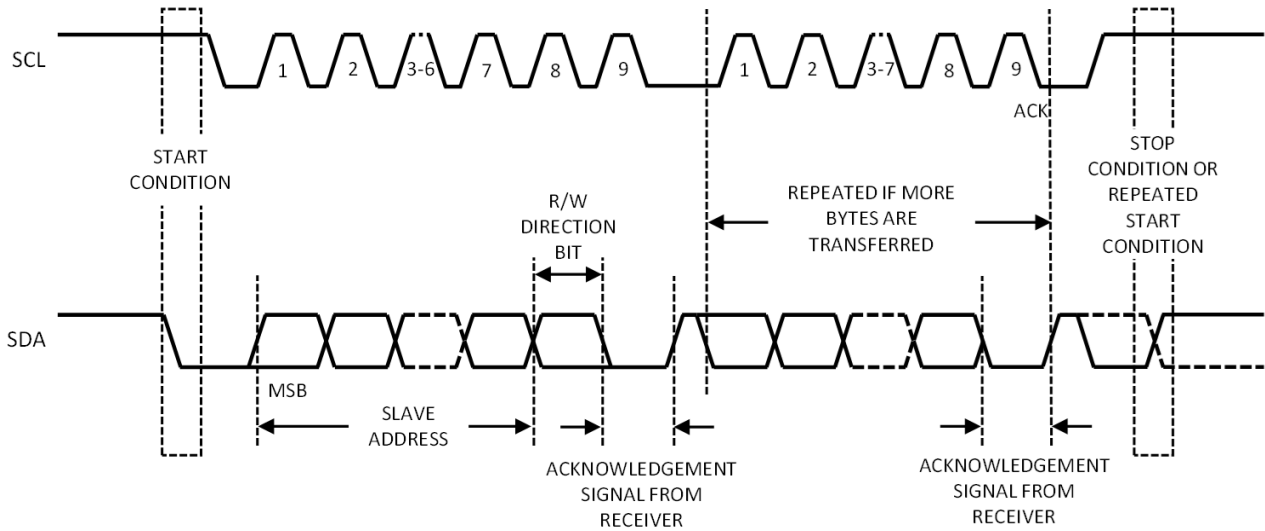 SCL
1 2 3-6 7 8 9 1 2 3-7 8 9
ACK
START
CONDITION
R/W
DIRECTION
BIT
REPEATED IF MORE
BYTES ARE
TRANSFERRED
STOP
CONDITION OR
REPEATED
START
CONDITION
SDA
MSB
SLAVE
ADDRESS
ACKNOWLEDGEMENT
SIGNAL FROM
RECEIVER
ACKNOWLEDGEMENT
SIGNAL FROM
RECEIVER